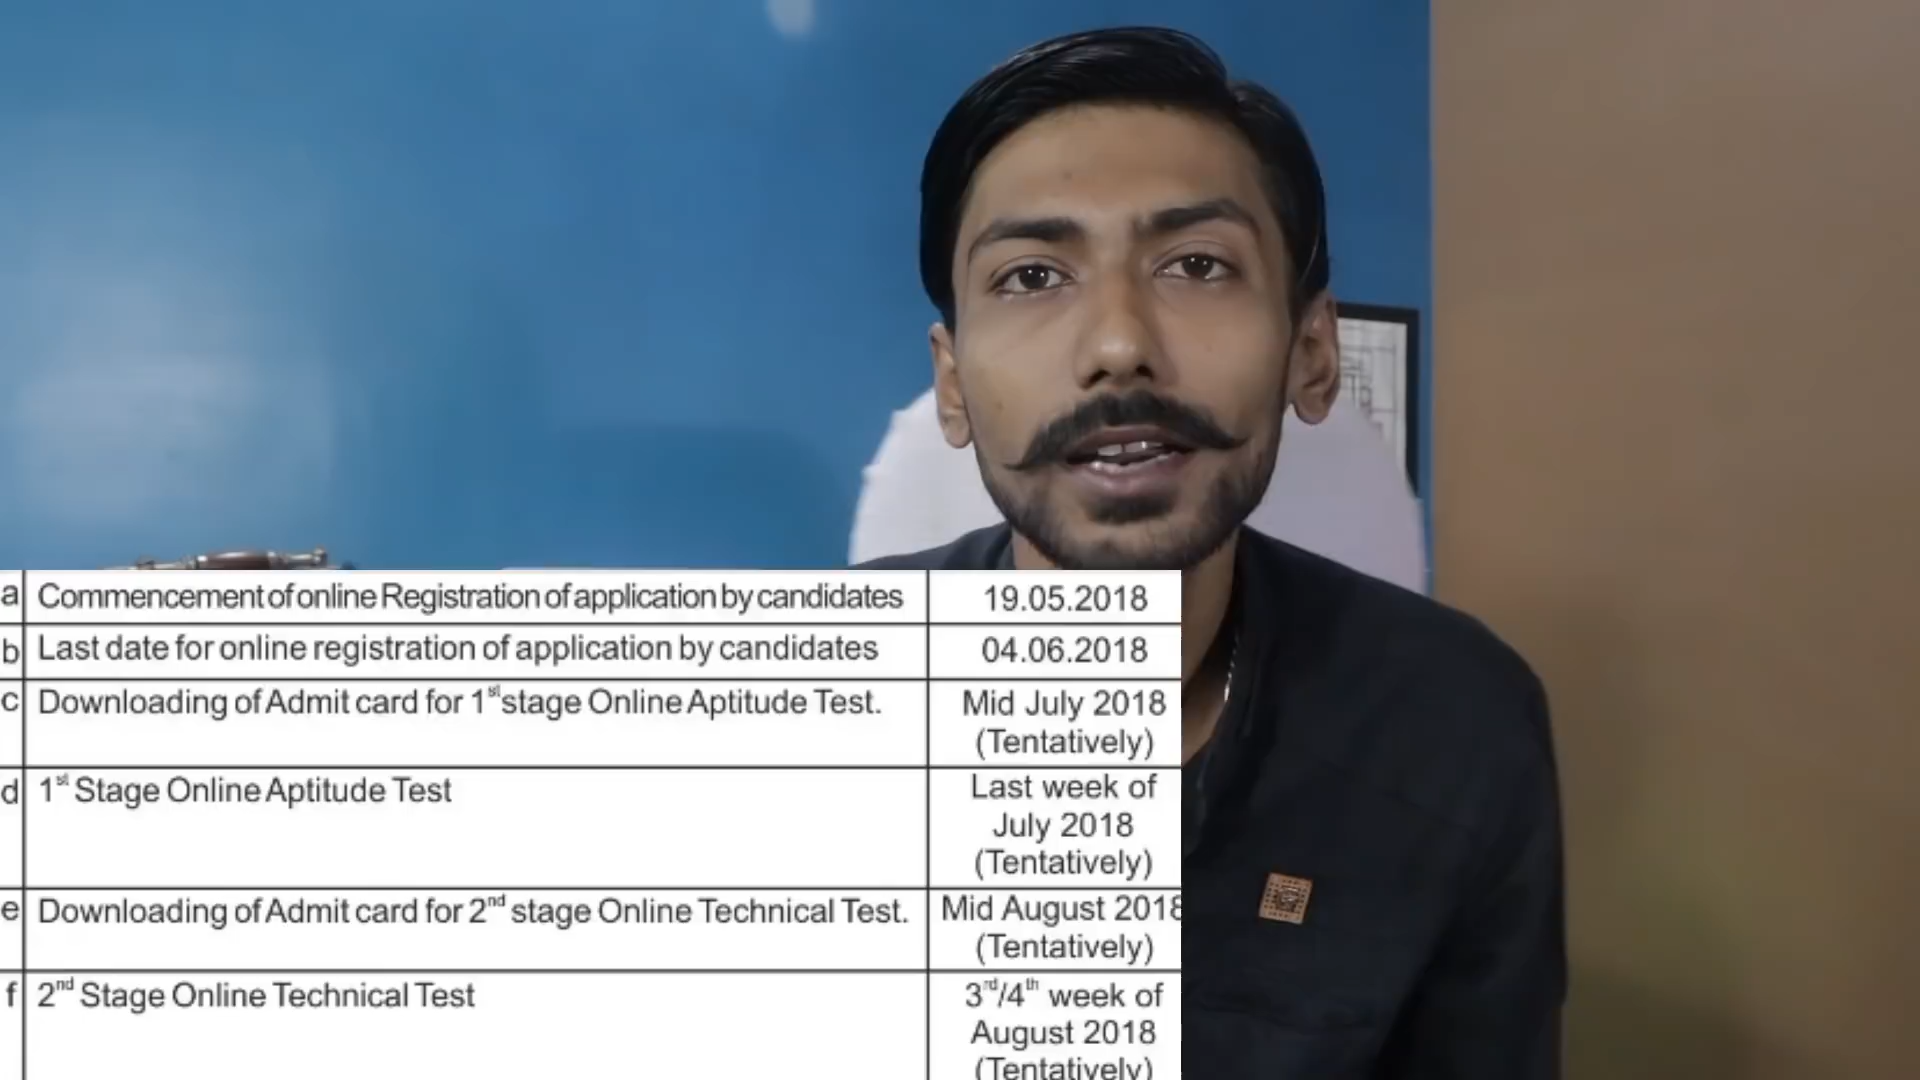 a Commencement of online Registration of application by candidates 19.05.2018
b Last date for online registration of application by candidates 04.06.2018
c Downloading of Admit card for 1st stage Online Aptitude Test. Mid July 2018
(Tentatively)
d 1st Stage Online Aptitude Test Last week of
July 2018
(Tentatively)
e Downloading of Admit card for 2nd stage Online Technical Test. Mid August 2018
(Tentatively)
f 2nd Stage Online Technical Test 3rd/4th week of
August 2018
(Tentatively)